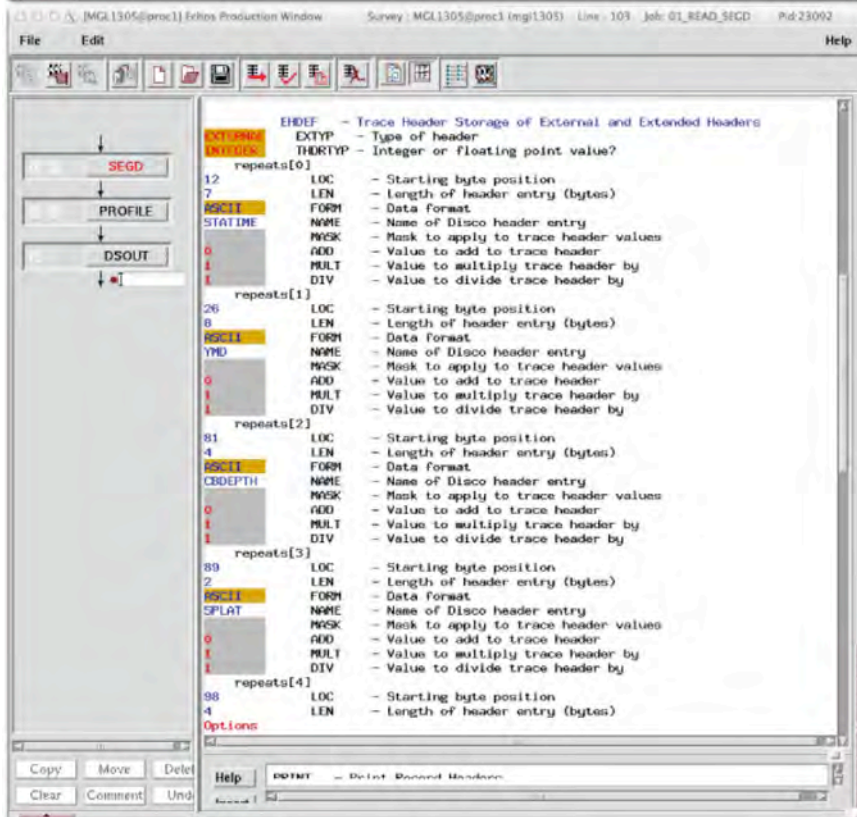 [MGL1305@proc1] Echos Production Window Survey : MGL1305@proc1 (mgl1305) Line : 103 Job: 01_READ_SEGD Pid:23092
File Edit Help
SEGD
PROFILE
DSOUT
EHDEF - Trace Header Storage of External and Extended Headers
EXTERNAL EXTYP - Type of header
INTEGER THDRTYP - Integer or floating point value?
repeats[0]
12 LOC - Starting byte position
7 LEN - Length of header entry (bytes)
ASCII FORM - Data format
STATIME NAME - Name of Disco header entry
MASK - Mask to apply to trace header values
0 ADD - Value to add to trace header
1 MULT - Value to multiply trace header by
1 DIV - Value to divide trace header by
repeats[1]
26 LOC - Starting byte position
8 LEN - Length of header entry (bytes)
ASCII FORM - Data format
YMD NAME - Name of Disco header entry
MASK - Mask to apply to trace header values
0 ADD - Value to add to trace header
1 MULT - Value to multiply trace header by
1 DIV - Value to divide trace header by
repeats[2]
81 LOC - Starting byte position
4 LEN - Length of header entry (bytes)
ASCII FORM - Data format
CBDEPTH NAME - Name of Disco header entry
MASK - Mask to apply to trace header values
0 ADD - Value to add to trace header
1 MULT - Value to multiply trace header by
1 DIV - Value to divide trace header by
repeats[3]
89 LOC - Starting byte position
2 LEN - Length of header entry (bytes)
ASCII FORM - Data format
SPLAT NAME - Name of Disco header entry
MASK - Mask to apply to trace header values
0 ADD - Value to add to trace header
1 MULT - Value to multiply trace header by
1 DIV - Value to divide trace header by
repeats[4]
98 LOC - Starting byte position
4 LEN - Length of header entry (bytes)
Options
Copy Move Delet
Clear Comment Und
Help PRINT - Print Record Headers